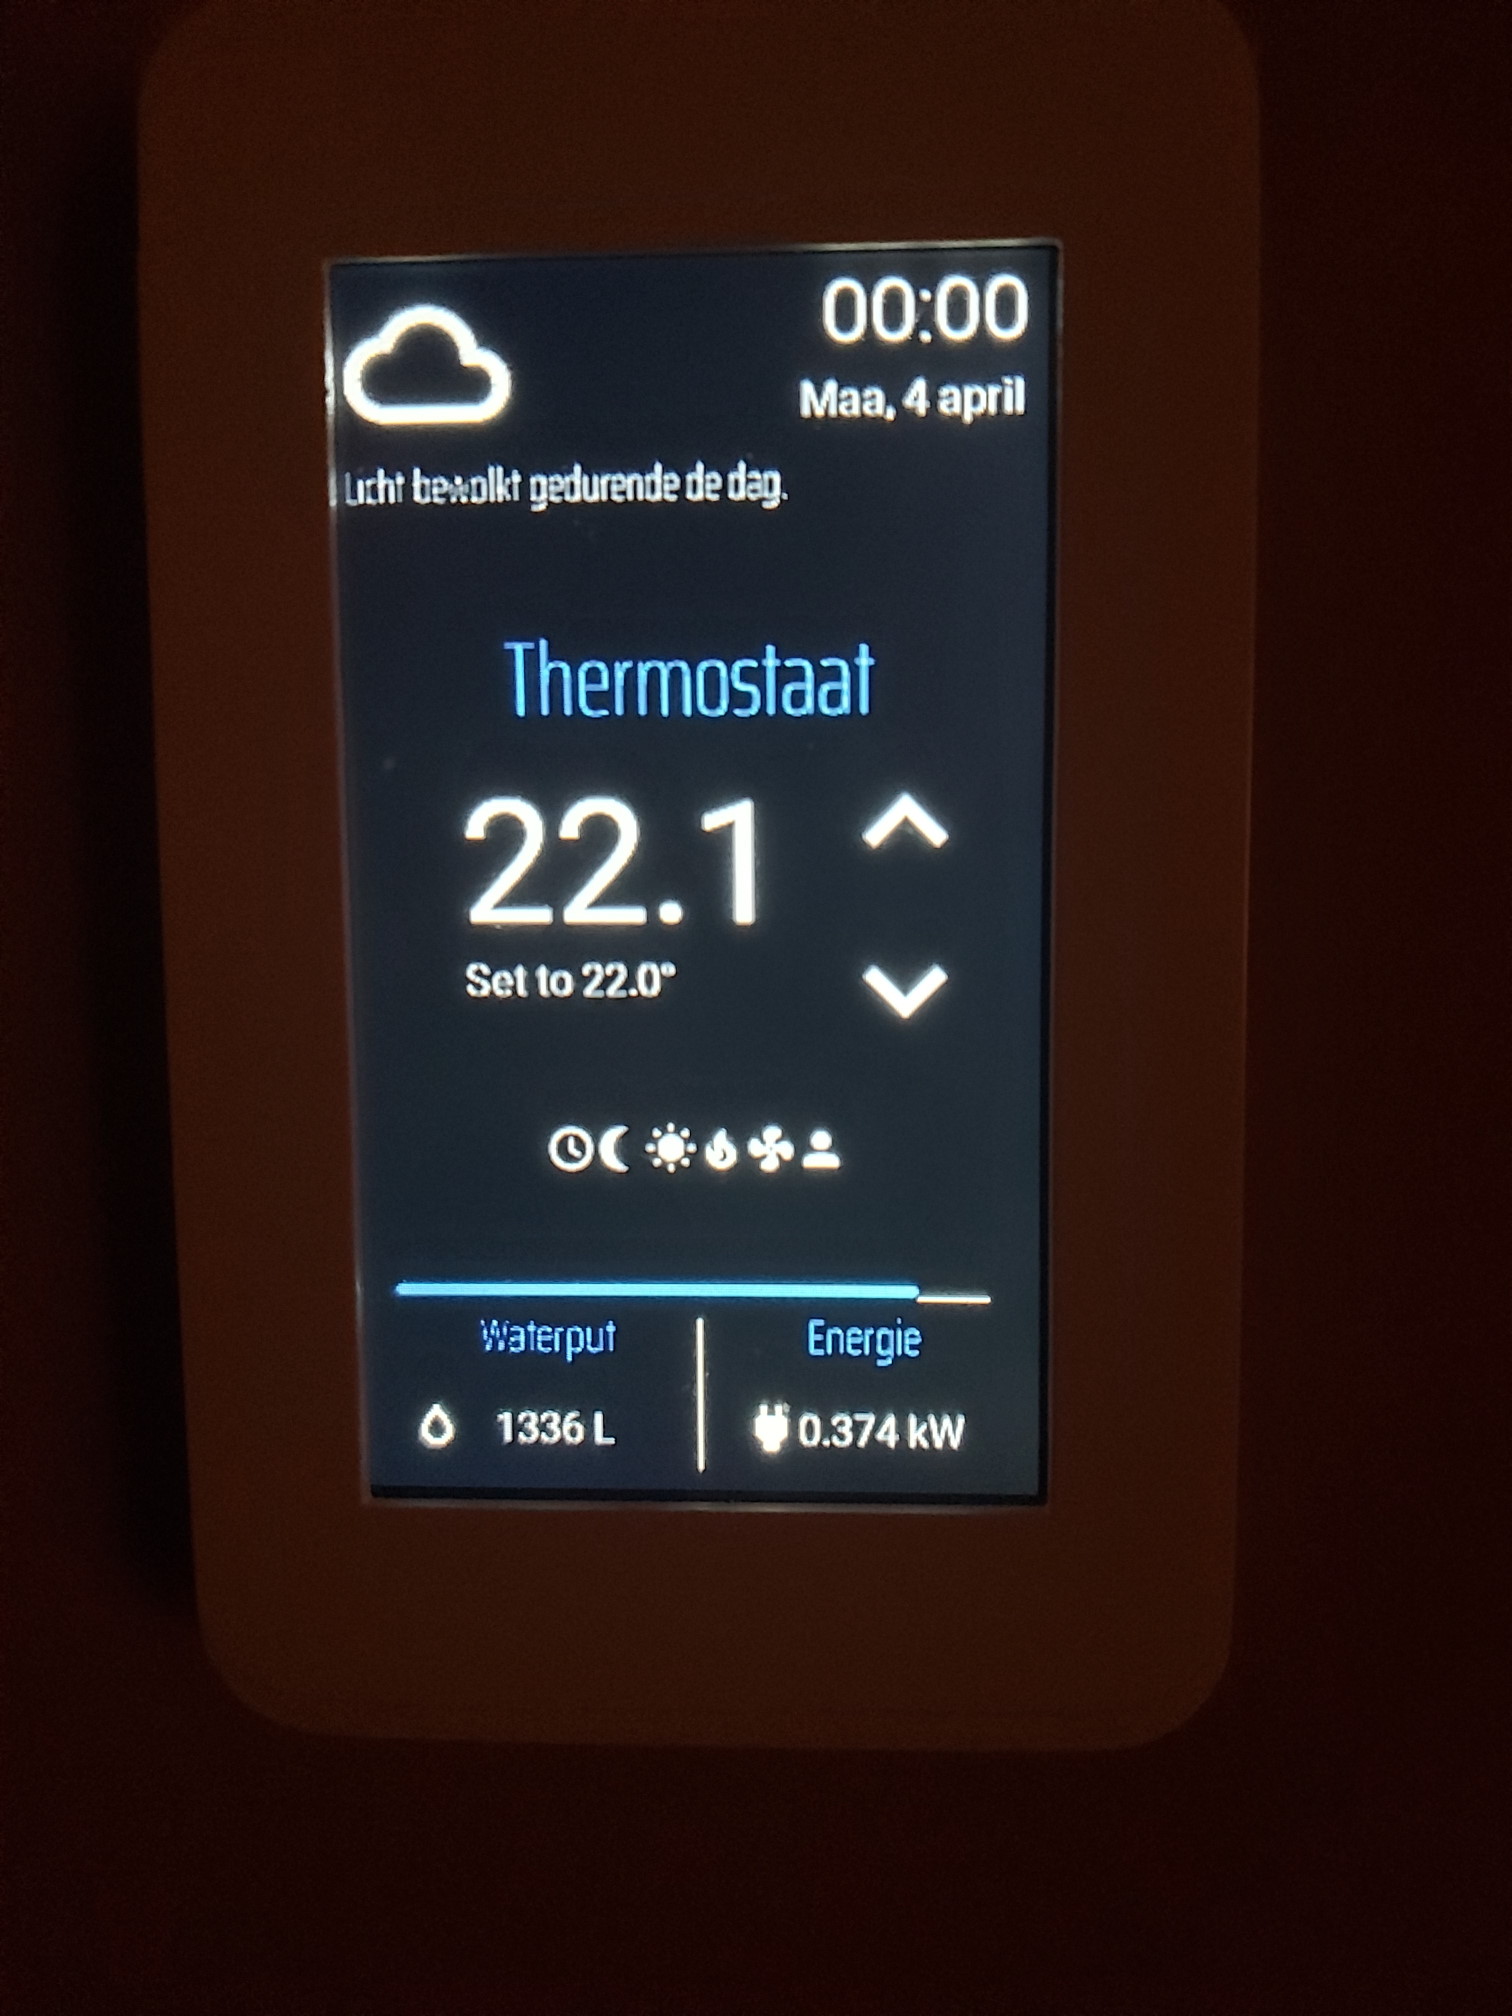 00:00
Maa, 4 april
Licht bewolkt gedurende de dag.
Thermostaat
22.1
Set to 22.0°
Waterput
Energie
1336 L
0.374 kW